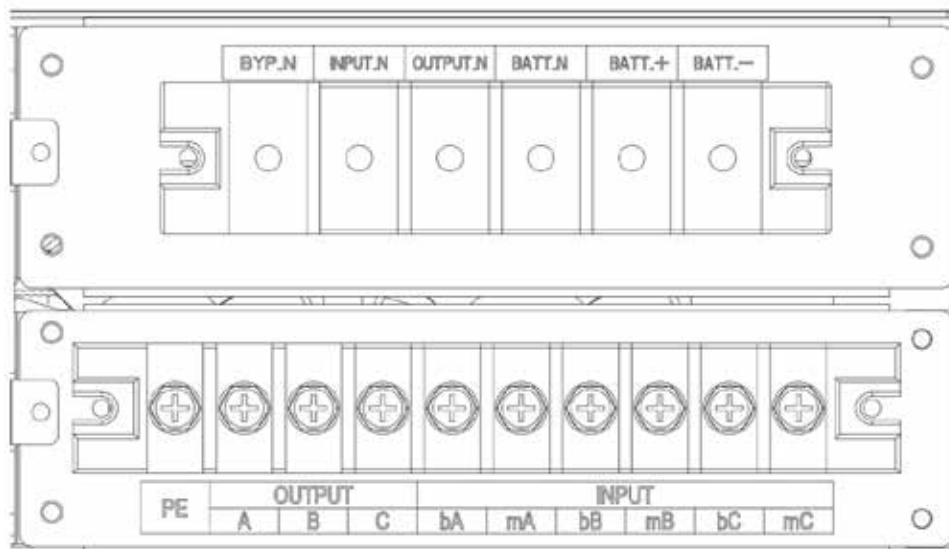 BYP.N INPUT.N OUTPUT.N BATT.N BATT.+ BATT.−
PE OUTPUT INPUT
A B C bA mA bB mB bC mC